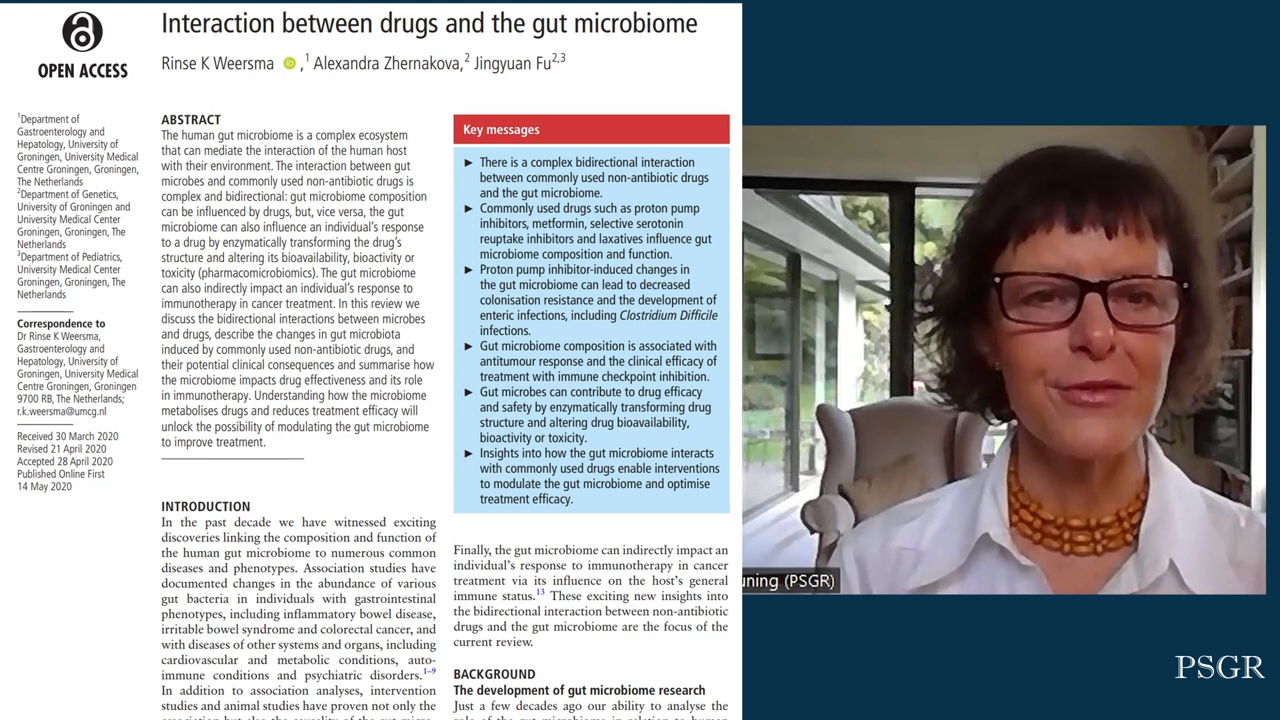 Interaction between drugs and the gut microbiome
OPEN ACCESS
Rinse K Weersma ,1 Alexandra Zhernakova,2 Jingyuan Fu2,3
1Department of
Gastroenterology and
Hepatology, University of
Groningen, University Medical
Centre Groningen, Groningen,
The Netherlands
2Department of Genetics,
University of Groningen and
University Medical Center
Groningen, Groningen, The
Netherlands
3Department of Pediatrics,
University Medical Center
Groningen, Groningen, The
Netherlands
Correspondence to
Dr Rinse K Weersma,
Gastroenterology and
Hepatology, University of
Groningen, University Medical
Centre Groningen, Groningen
9700 RB, The Netherlands;
r.k.weersma@umcg.nl
Received 30 March 2020
Revised 21 April 2020
Accepted 28 April 2020
Published Online First
14 May 2020
ABSTRACT
The human gut microbiome is a complex ecosystem
that can mediate the interaction of the human host
with their environment. The interaction between gut
microbes and commonly used non-antibiotic drugs is
complex and bidirectional: gut microbiome composition
can be influenced by drugs, but, vice versa, the gut
microbiome can also influence an individual's response
to a drug by enzymatically transforming the drug's
structure and altering its bioavailability, bioactivity or
toxicity (pharmacomicrobiomics). The gut microbiome
can also indirectly impact an individual's response to
immunotherapy in cancer treatment. In this review we
discuss the bidirectional interactions between microbes
and drugs, describe the changes in gut microbiota
induced by commonly used non-antibiotic drugs, and
their potential clinical consequences and summarise how
the microbiome impacts drug effectiveness and its role
in immunotherapy. Understanding how the microbiome
metabolises drugs and reduces treatment efficacy will
unlock the possibility of modulating the gut microbiome
to improve treatment.
INTRODUCTION
In the past decade we have witnessed exciting
discoveries linking the composition and function of
the human gut microbiome to numerous common
diseases and phenotypes. Association studies have
documented changes in the abundance of various
gut bacteria in individuals with gastrointestinal
phenotypes, including inflammatory bowel disease,
irritable bowel syndrome and colorectal cancer, and
with diseases of other systems and organs, including
cardiovascular and metabolic conditions, auto-
immune conditions and psychiatric disorders.1–9
In addition to association analyses, intervention
studies and animal studies have proven not only the
Key messages
► There is a complex bidirectional interaction
between commonly used non-antibiotic drugs
and the gut microbiome.
► Commonly used drugs such as proton pump
inhibitors, metformin, selective serotonin
reuptake inhibitors and laxatives influence gut
microbiome composition and function.
► Proton pump inhibitor-induced changes in
the gut microbiome can lead to decreased
colonisation resistance and the development of
enteric infections, including Clostridium Difficile
infections.
► Gut microbiome composition is associated with
antitumour response and the clinical efficacy of
treatment with immune checkpoint inhibition.
► Gut microbes can contribute to drug efficacy
and safety by enzymatically transforming drug
structure and altering drug bioavailability,
bioactivity or toxicity.
► Insights into how the gut microbiome interacts
with commonly used drugs enable interventions
to modulate the gut microbiome and optimise
treatment efficacy.
Finally, the gut microbiome can indirectly impact an
individual's response to immunotherapy in cancer
treatment via its influence on the host's general
immune status.13 These exciting new insights into
the bidirectional interaction between non-antibiotic
drugs and the gut microbiome are the focus of the
current review.
BACKGROUND
The development of gut microbiome research
Just a few decades ago our ability to analyse the
uning (PSGR)
PSGR